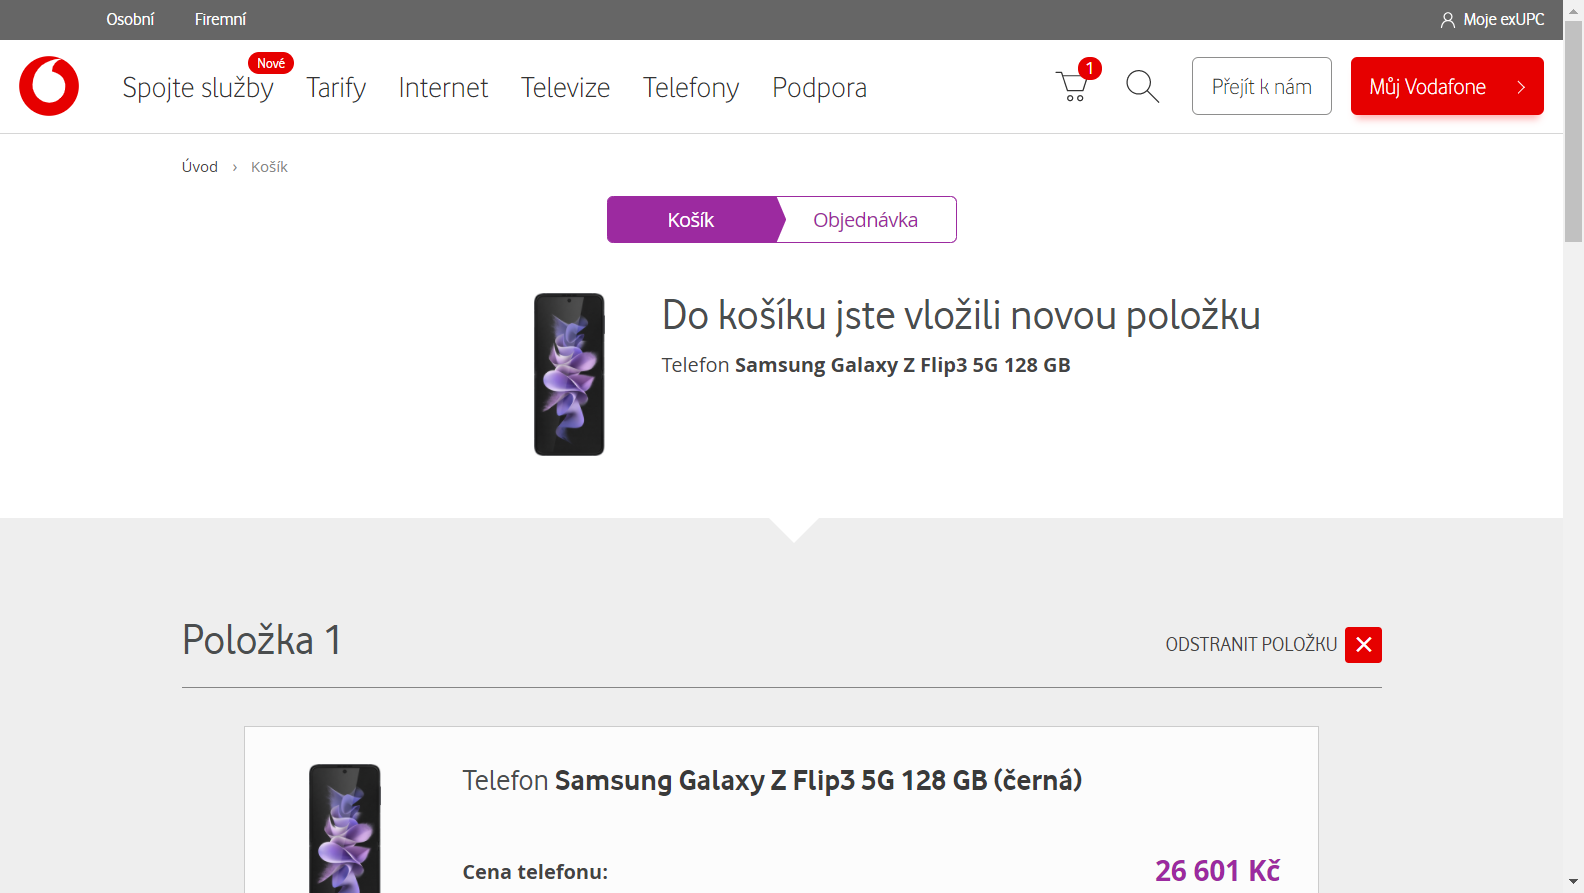 Osobní Firemní Moje exUPC
Nové
Spojte služby Tarify Internet Televize Telefony Podpora 1 Přejít k nám Můj Vodafone
Úvod › Košík
Košík Objednávka
Do košíku jste vložili novou položku
Telefon Samsung Galaxy Z Flip3 5G 128 GB
Položka 1 ODSTRANIT POLOŽKU
Telefon Samsung Galaxy Z Flip3 5G 128 GB (černá)
Cena telefonu: 26 601 Kč